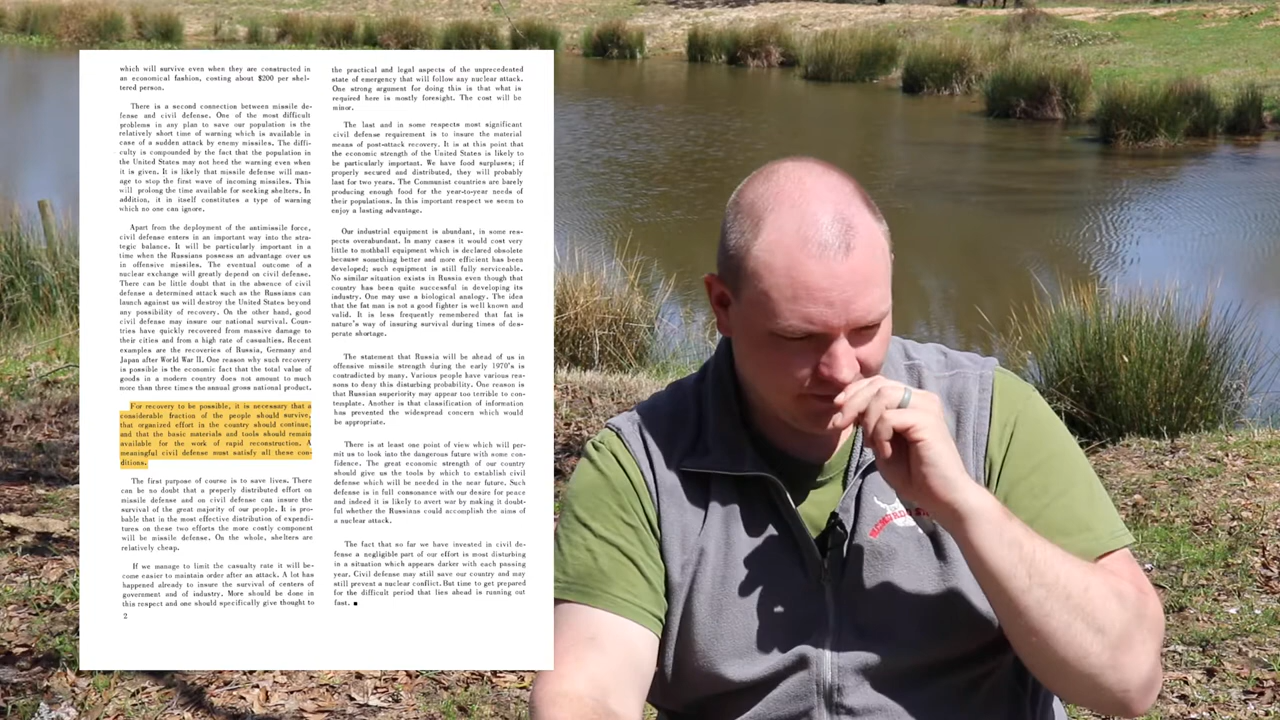 which will survive even when they are constructed in
an economical fashion, costing about $200 per shel-
tered person.
There is a second connection between missile de-
fense and civil defense. One of the most difficult
problems in any plan to save our population is the
relatively short time of warning which is available in
case of a sudden attack by enemy missiles. The diffi-
culty is compounded by the fact that the population in
the United States may not heed the warning even when
it is given. It is likely that missile defense will man-
age to stop the first wave of incoming missiles. This
will prolong the time available for seeking shelters. In
addition, it in itself constitutes a type of warning
which no one can ignore.
Apart from the deployment of the antimissile force,
civil defense enters in an important way into the stra-
tegic balance. It will be particularly important in a
time when the Russians possess an advantage over us
in offensive missiles. The eventual outcome of a
nuclear exchange will greatly depend on civil defense.
There can be little doubt that in the absence of civil
defense a determined attack such as the Russians can
launch against us will destroy the United States beyond
any possibility of recovery. On the other hand, good
civil defense may insure our national survival. Coun-
tries have quickly recovered from massive damage to
their cities and from a high rate of casualties. Recent
examples are the recoveries of Russia, Germany and
Japan after World War II. One reason why such recovery
is possible is the economic fact that the total value of
goods in a modern country does not amount to much
more than three times the annual gross national product.
For recovery to be possible, it is necessary that a
considerable fraction of the people should survive,
that organized effort in the country should continue,
and that the basic materials and tools should remain
available for the work of rapid reconstruction. A
meaningful civil defense must satisfy all these con-
ditions.
The first purpose of course is to save lives. There
can be no doubt that a properly distributed effort on
missile defense and on civil defense can insure the
survival of the great majority of our people. It is pro-
bable that in the most effective distribution of expendi-
tures on these two efforts the more costly component
will be missile defense. On the whole, shelters are
relatively cheap.
If we manage to limit the casualty rate it will be-
come easier to maintain order after an attack. A lot has
happened already to insure the survival of centers of
government and of industry. More should be done in
this respect and one should specifically give thought to
2
the practical and legal aspects of the unprecedented
state of emergency that will follow any nuclear attack.
One strong argument for doing this is that what is
required here is mostly foresight. The cost will be
minor.
The last and in some respects most significant
civil defense requirement is to insure the material
means of post-attack recovery. It is at this point that
the economic strength of the United States is likely to
be particularly important. We have food surpluses; if
properly secured and distributed, they will probably
last for two years. The Communist countries are barely
producing enough food for the year-to-year needs of
their populations. In this important respect we seem to
enjoy a lasting advantage.
Our industrial equipment is abundant, in some res-
pects overabundant. In many cases it would cost very
little to mothball equipment which is declared obsolete
because something better and more efficient has been
developed; such equipment is still fully serviceable.
No similar situation exists in Russia even though that
country has been quite successful in developing its
industry. One may use a biological analogy. The idea
that the fat man is not a good fighter is well known and
valid. It is less frequently remembered that fat is
nature's way of insuring survival during times of des-
perate shortage.
The statement that Russia will be ahead of us in
offensive missile strength during the early 1970's is
contradicted by many. Various people have various rea-
sons to deny this disturbing probability. One reason is
that Russian superiority may appear too terrible to con-
template. Another is that classification of information
has prevented the widespread concern which would
be appropriate.
There is at least one point of view which will per-
mit us to look into the dangerous future with some con-
fidence. The great economic strength of our country
should give us the tools by which to establish civil
defense which will be needed in the near future. Such
defense is in full consonance with our desire for peace
and indeed it is likely to avert war by making it doubt-
ful whether the Russians could accomplish the aims of
a nuclear attack.
The fact that so far we have invested in civil de-
fense a negligible part of our effort is most disturbing
in a situation which appears darker with each passing
year. Civil defense may still save our country and may
still prevent a nuclear conflict. But time to get prepared
for the difficult period that lies ahead is running out
fast. ■